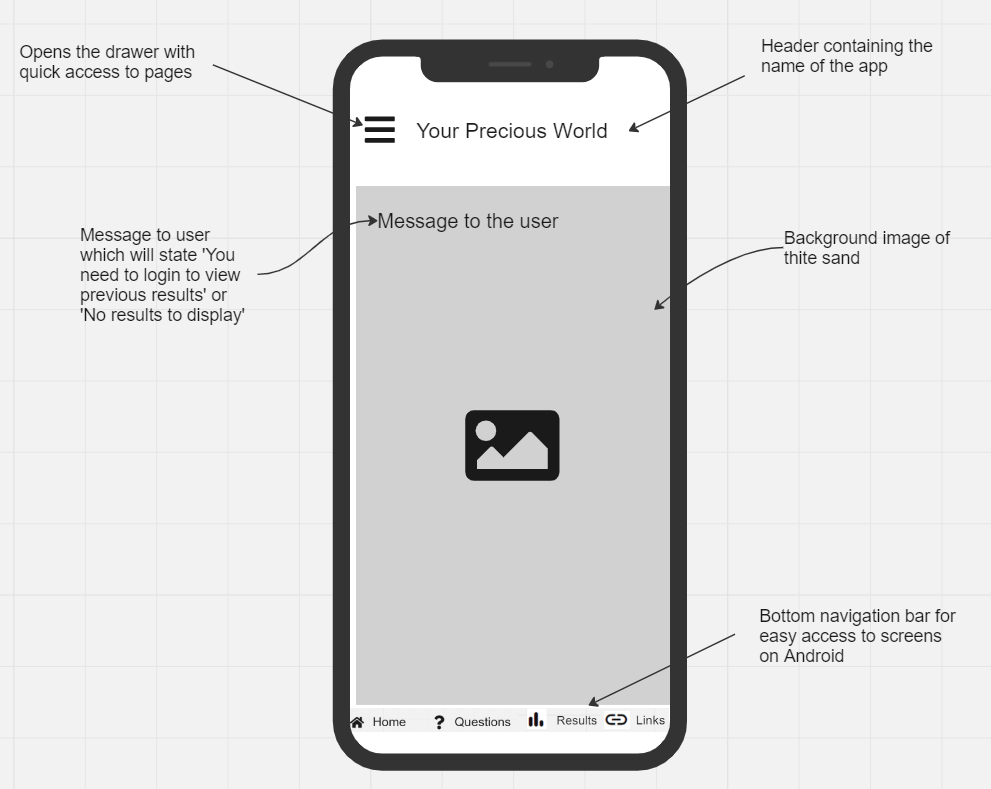 Opens the drawer with
quick access to pages
Header containing the
name of the app
Your Precious World
Message to the user
Message to user
which will state 'You
need to login to view
previous results' or
'No results to display'
Background image of
thite sand
Bottom navigation bar for
easy access to screens
on Android
Home Questions Results Links